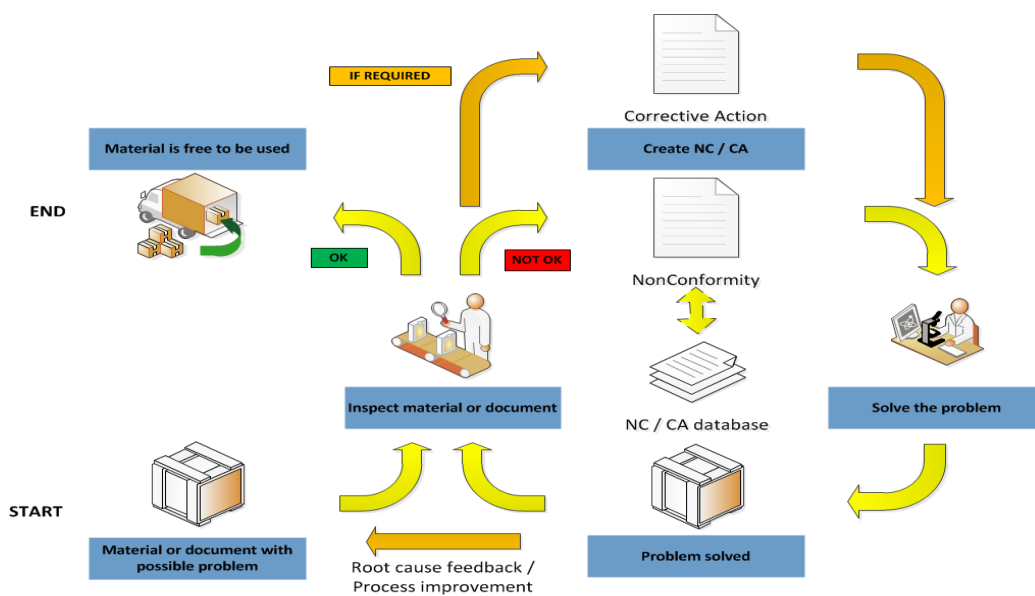 IF REQUIRED
Corrective Action
Material is free to be used
Create NC / CA
END
OK
NOT OK
NonConformity
Inspect material or document
Solve the problem
NC / CA database
START
Material or document with
possible problem
Root cause feedback /
Process improvement
Problem solved